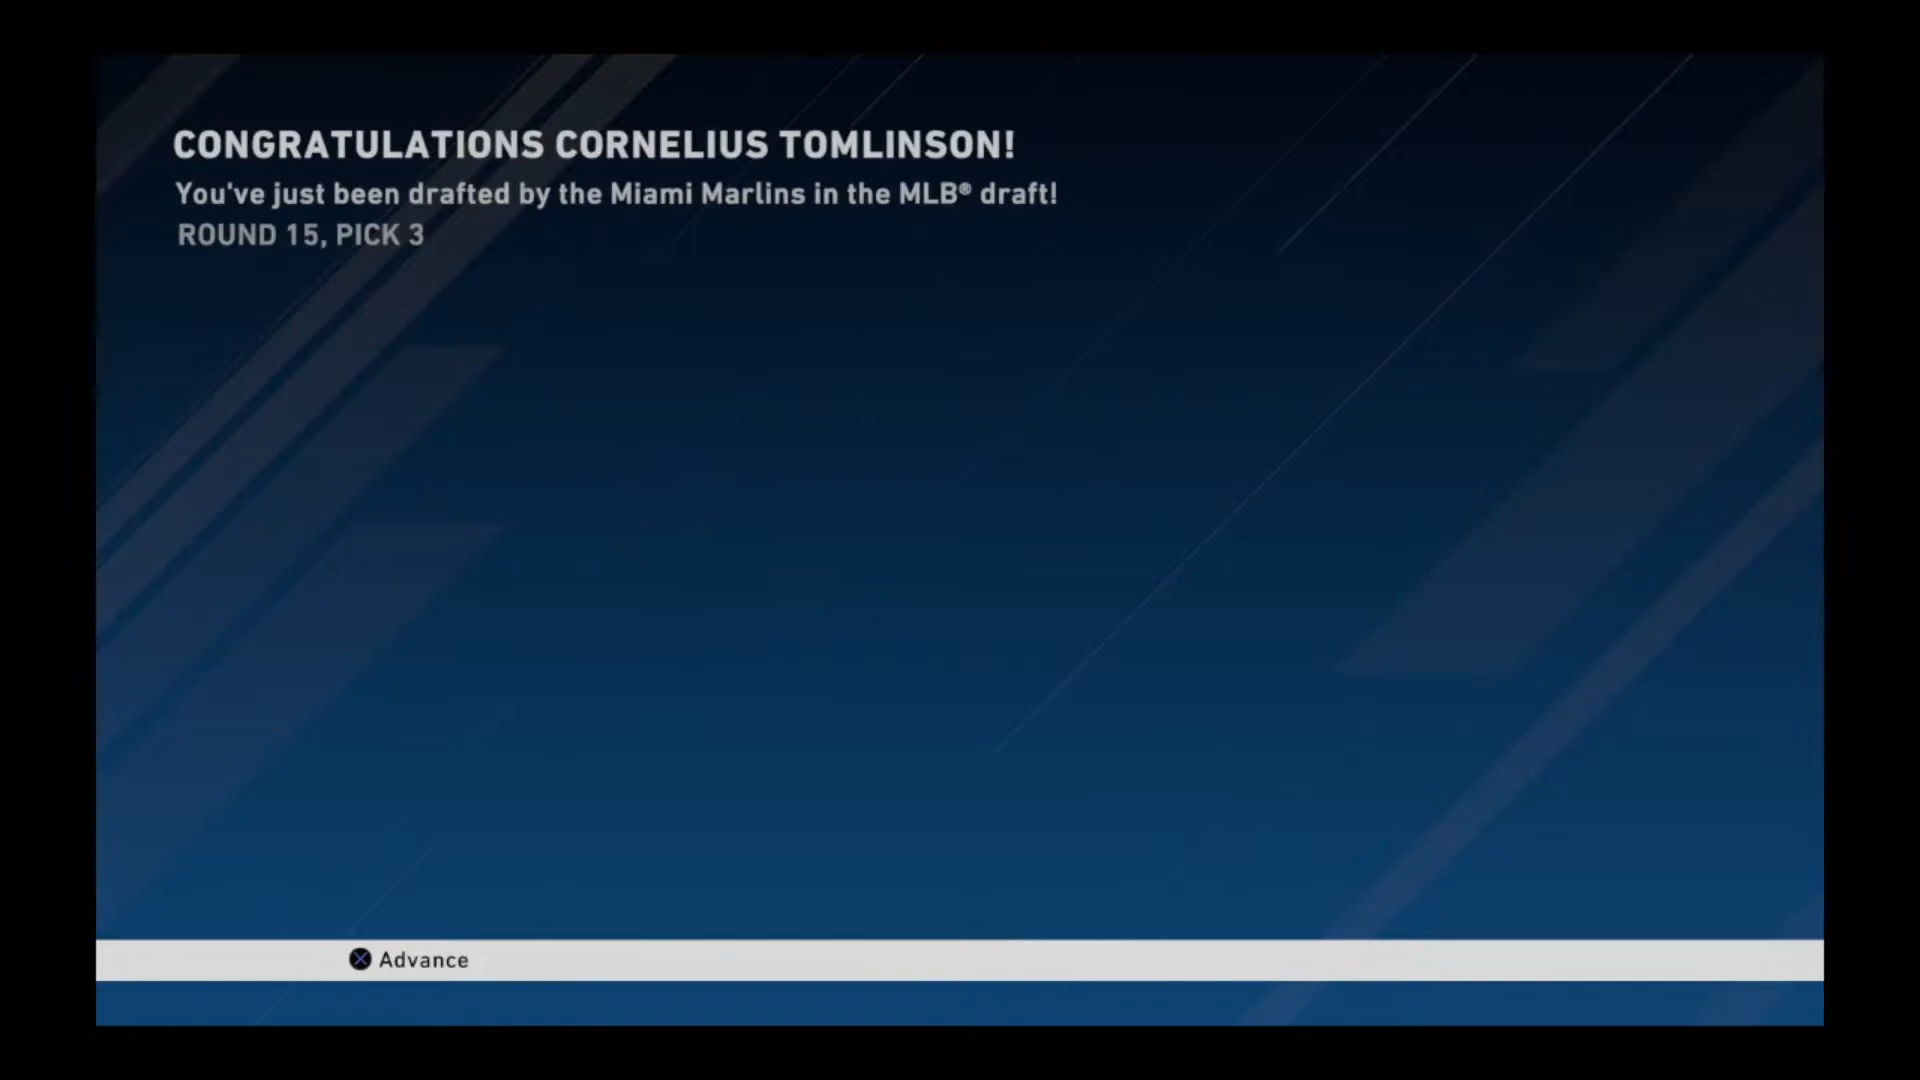 CONGRATULATIONS CORNELIUS TOMLINSON!
You've just been drafted by the Miami Marlins in the MLB® draft!
ROUND 15, PICK 3
Advance